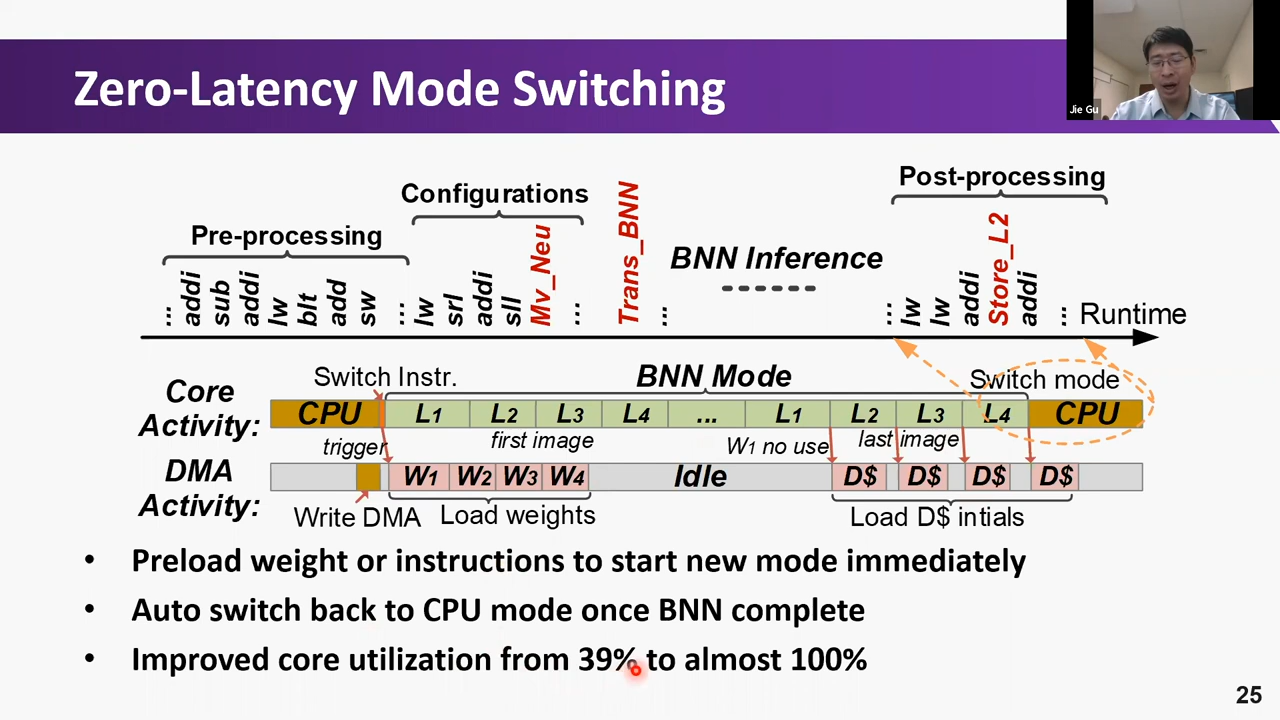 Zero-Latency Mode Switching
Jie Gu
Pre-processing
Configurations
Post-processing
... addi sub addi lw blt add sw ... lw srl addi sll Mv_Neu ... Trans_BNN ... BNN Inference ... lw lw addi Store_L2 addi ... Runtime
Switch Instr.
BNN Mode
Switch mode
Core Activity:
CPU L1 L2 L3 L4 ... L1 L2 L3 L4 CPU
trigger
first image
W1 no use
last image
DMA Activity:
W1 W2 W3 W4 Idle D$ D$ D$ D$
Write DMA
Load weights
Load D$ intials
• Preload weight or instructions to start new mode immediately
• Auto switch back to CPU mode once BNN complete
• Improved core utilization from 39% to almost 100%
25